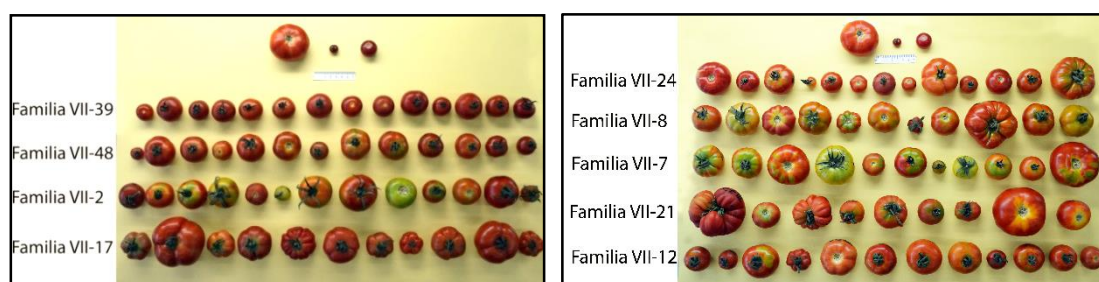 Familia VII-39
Familia VII-48
Familia VII-2
Familia VII-17
Familia VII-24
Familia VII-8
Familia VII-7
Familia VII-21
Familia VII-12